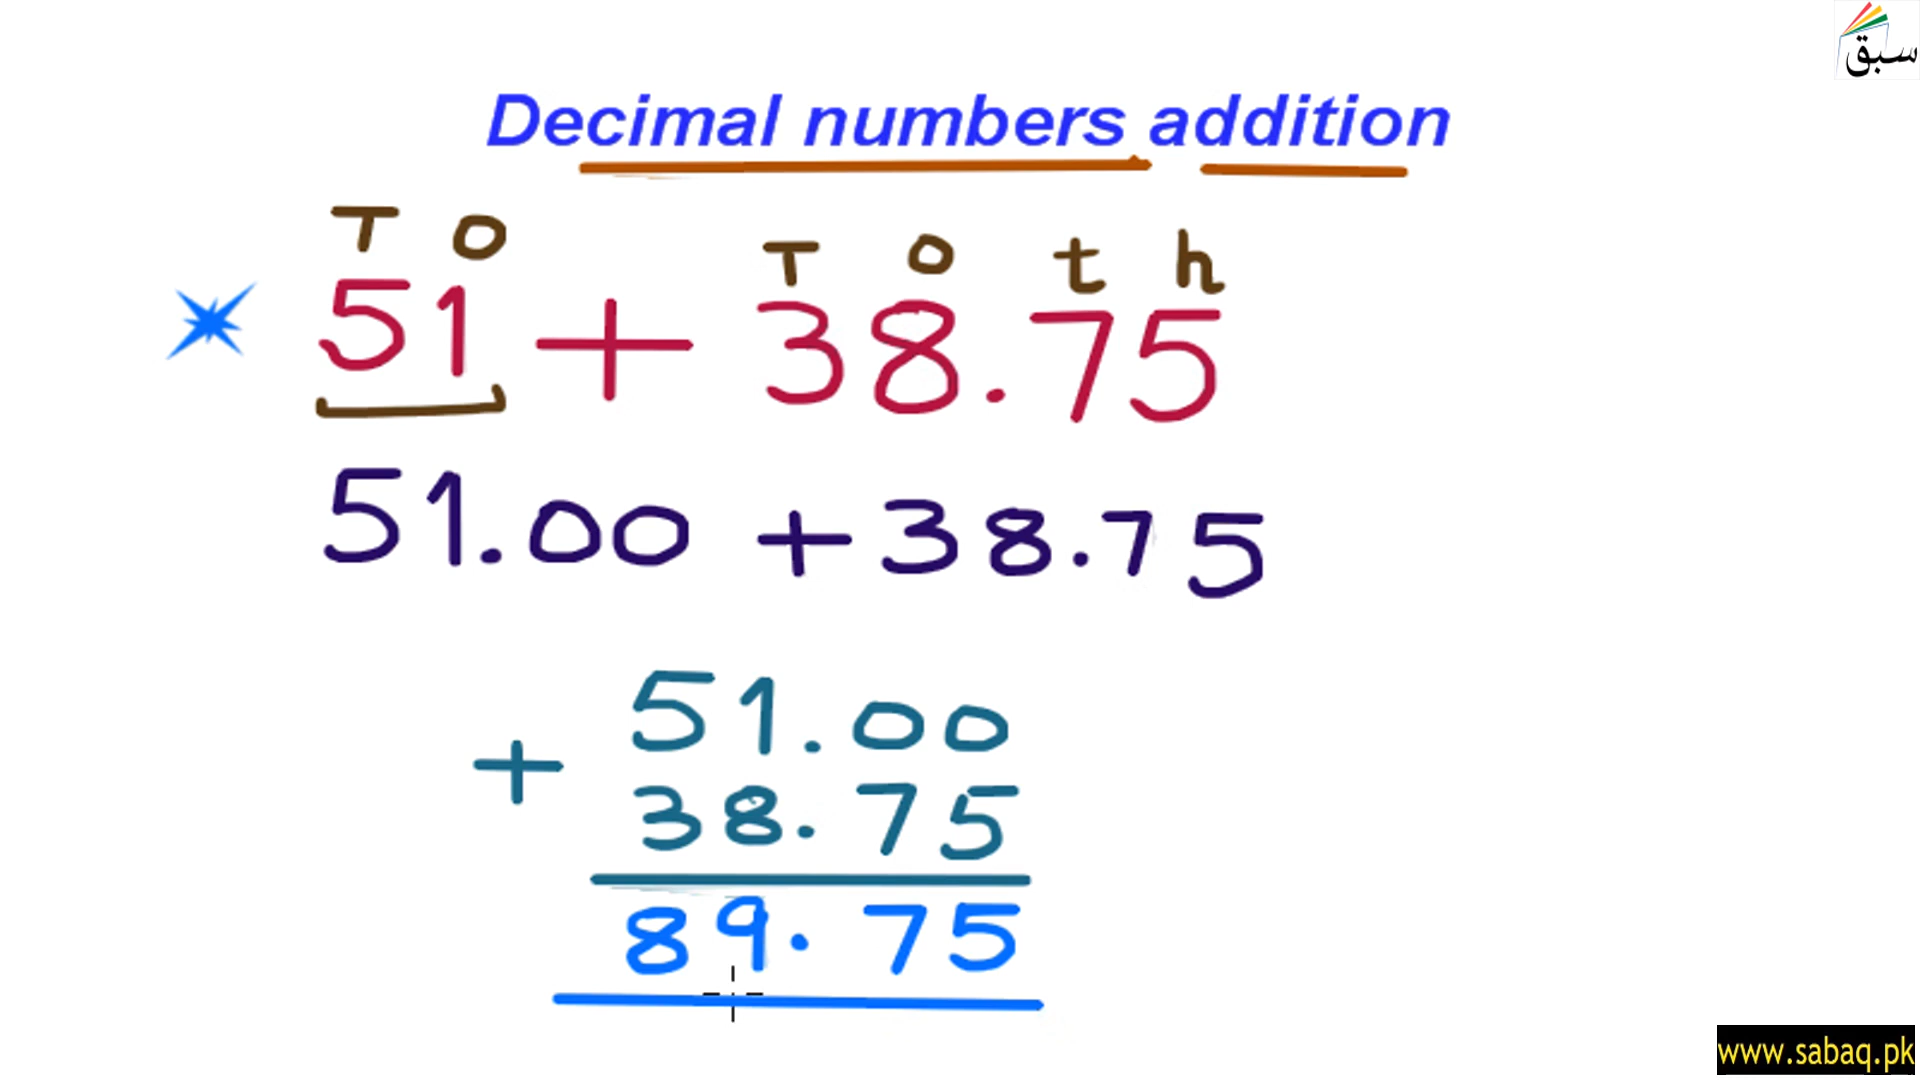 سبق
Decimal numbers addition
T O T O t h
51 + 38.75
51.00 + 38.75
51.00
+ 38.75
89.75
www.sabaq.pk